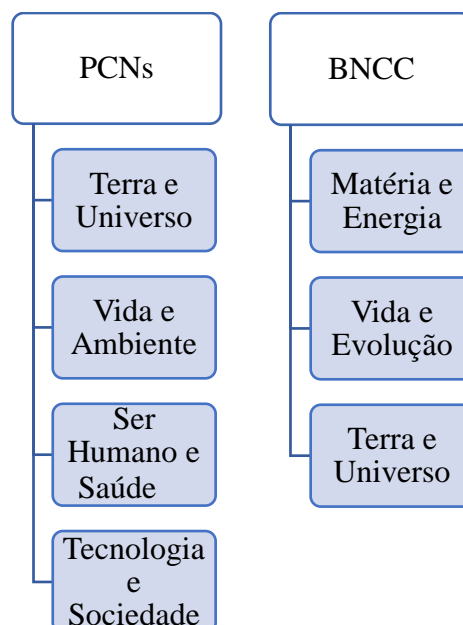 PCNs
Terra e
Universo
Vida e
Ambiente
Ser
Humano e
Saúde
Tecnologia
e
Sociedade
BNCC
Matéria e
Energia
Vida e
Evolução
Terra e
Universo